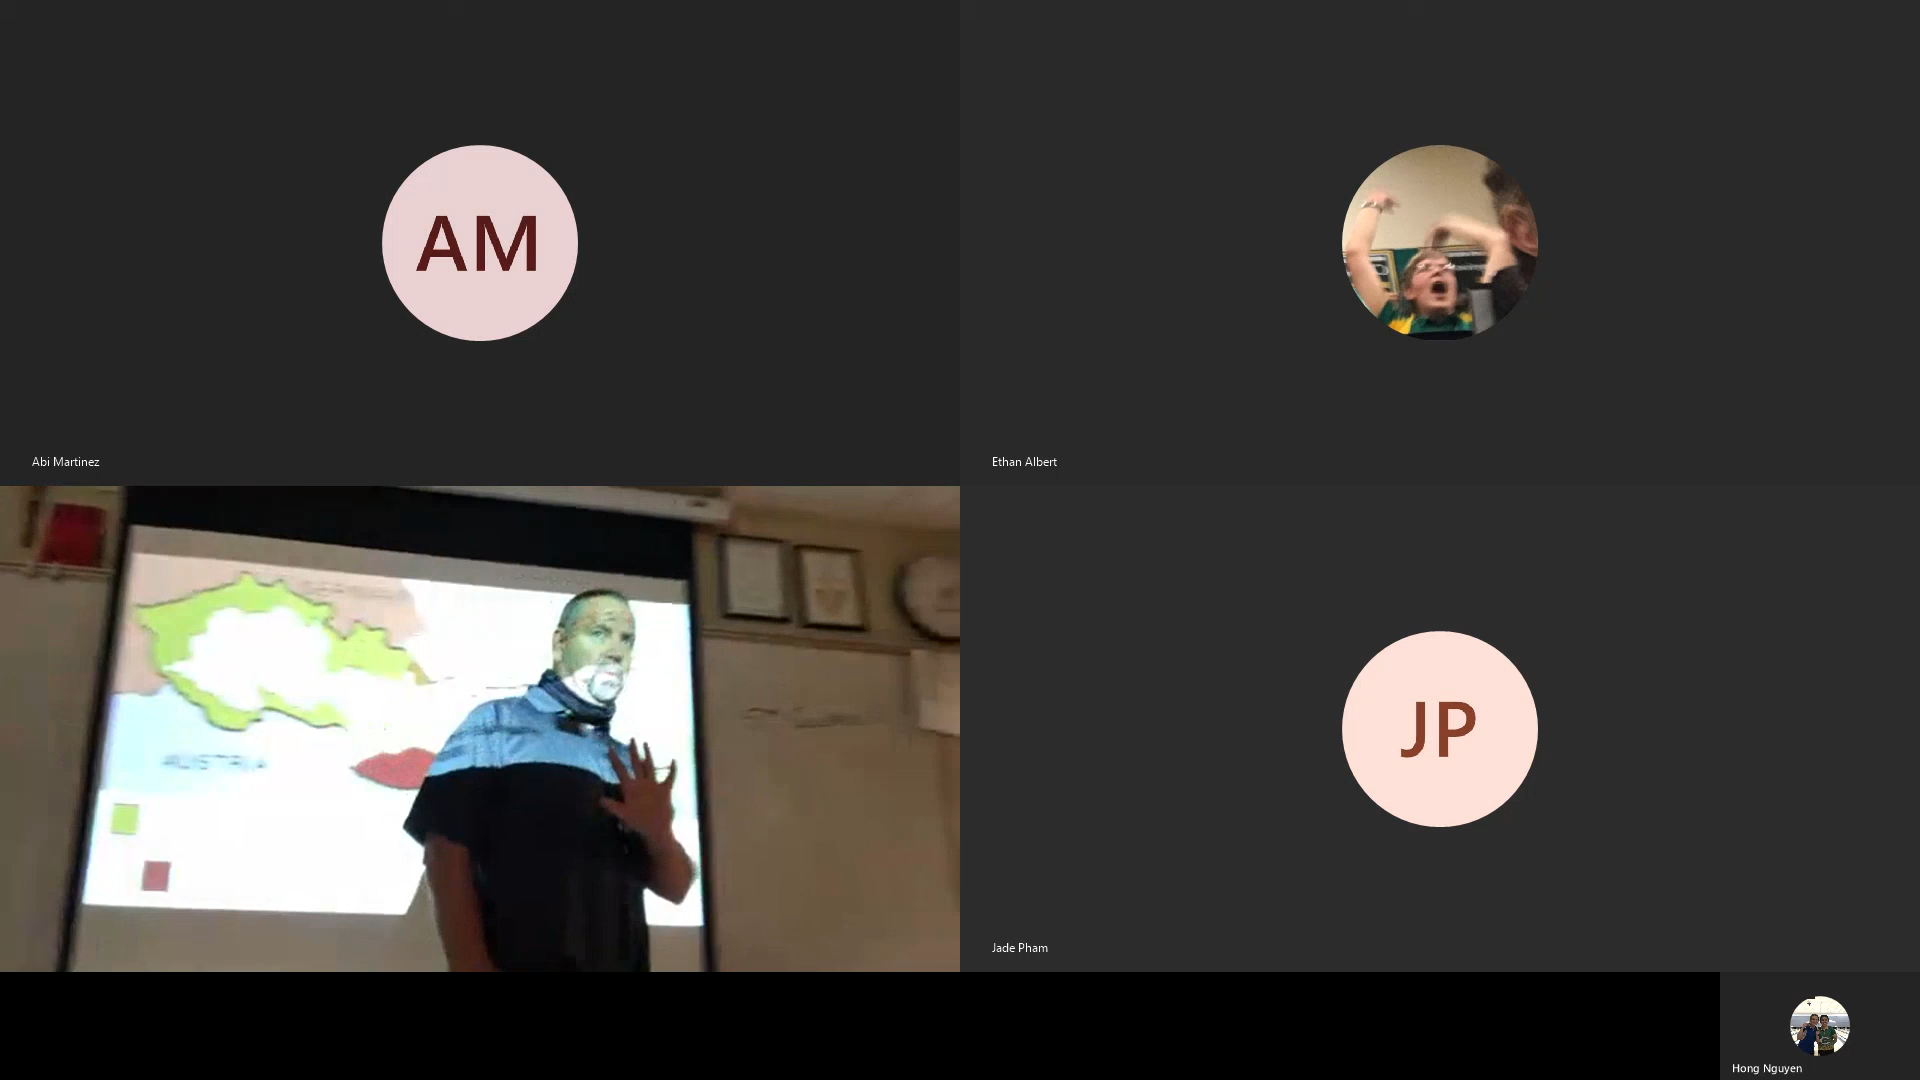 AM
Abi Martinez
Ethan Albert
AUSTRIA
JP
Jade Pham
Hong Nguyen